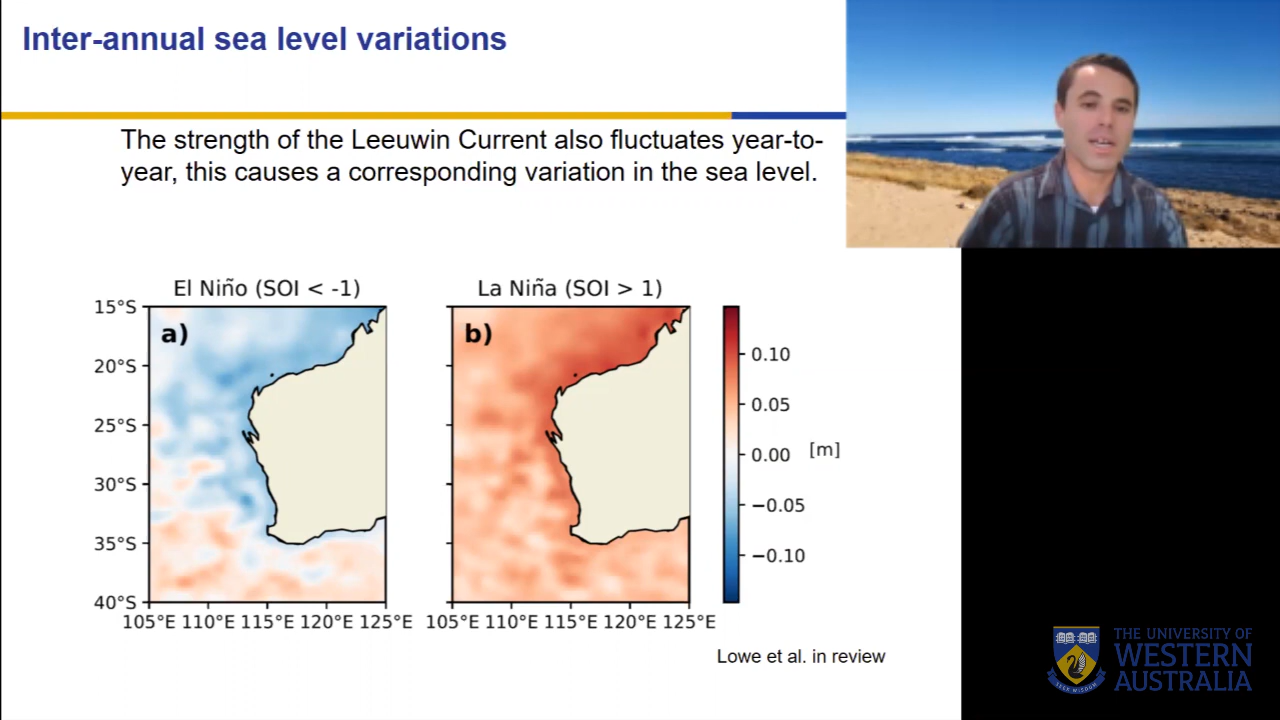 Inter-annual sea level variations
The strength of the Leeuwin Current also fluctuates year-to-
year, this causes a corresponding variation in the sea level.
El Niño (SOI < -1)
La Niña (SOI > 1)
a)
b)
15°S
20°S
25°S
30°S
35°S
40°S
105°E 110°E 115°E 120°E 125°E
105°E 110°E 115°E 120°E 125°E
0.10
0.05
0.00
−0.05
−0.10
[m]
Lowe et al. in review
THE UNIVERSITY OF
WESTERN
AUSTRALIA
SEEK WISDOM